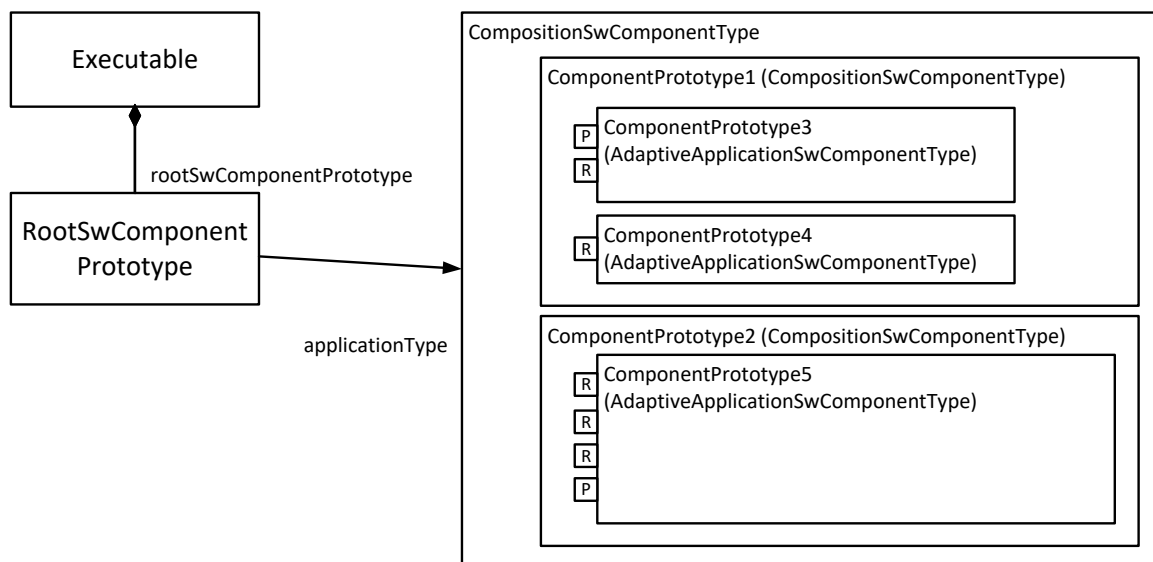 Executable
rootSwComponentPrototype
RootSwComponent
Prototype
applicationType
CompositionSwComponentType
ComponentPrototype1 (CompositionSwComponentType)
P
R
ComponentPrototype3
(AdaptiveApplicationSwComponentType)
R
ComponentPrototype4
(AdaptiveApplicationSwComponentType)
ComponentPrototype2 (CompositionSwComponentType)
R
R
R
P
ComponentPrototype5
(AdaptiveApplicationSwComponentType)